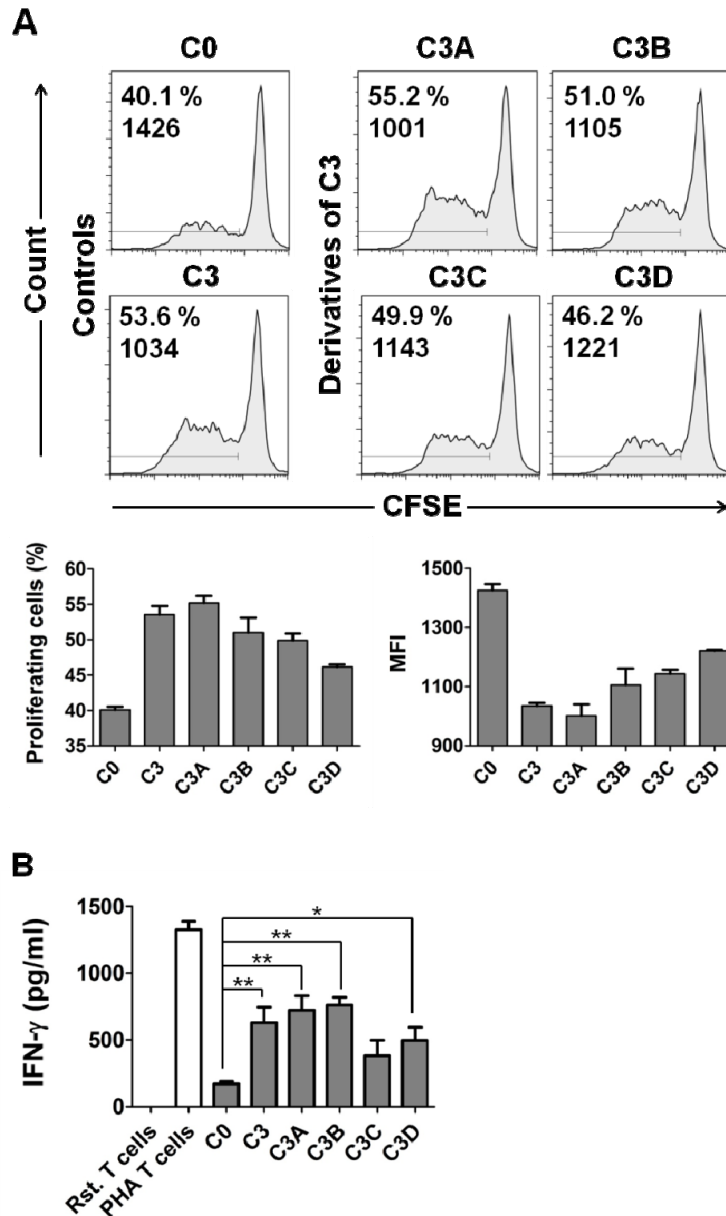 A
C0
C3A
C3B
40.1 %
1426
55.2 %
1001
51.0 %
1105
Count
Controls
Derivatives of C3
C3
C3C
C3D
53.6 %
1034
49.9 %
1143
46.2 %
1221
CFSE
Proliferating cells (%)
60
55
50
45
40
35
C0
C3
C3A
C3B
C3C
C3D
MFI
1500
1300
1100
900
C0
C3
C3A
C3B
C3C
C3D
B
IFN-γ (pg/ml)
1500
1000
500
0
*
**
**
**
Rst. T cells
PHA T cells
C0
C3
C3A
C3B
C3C
C3D